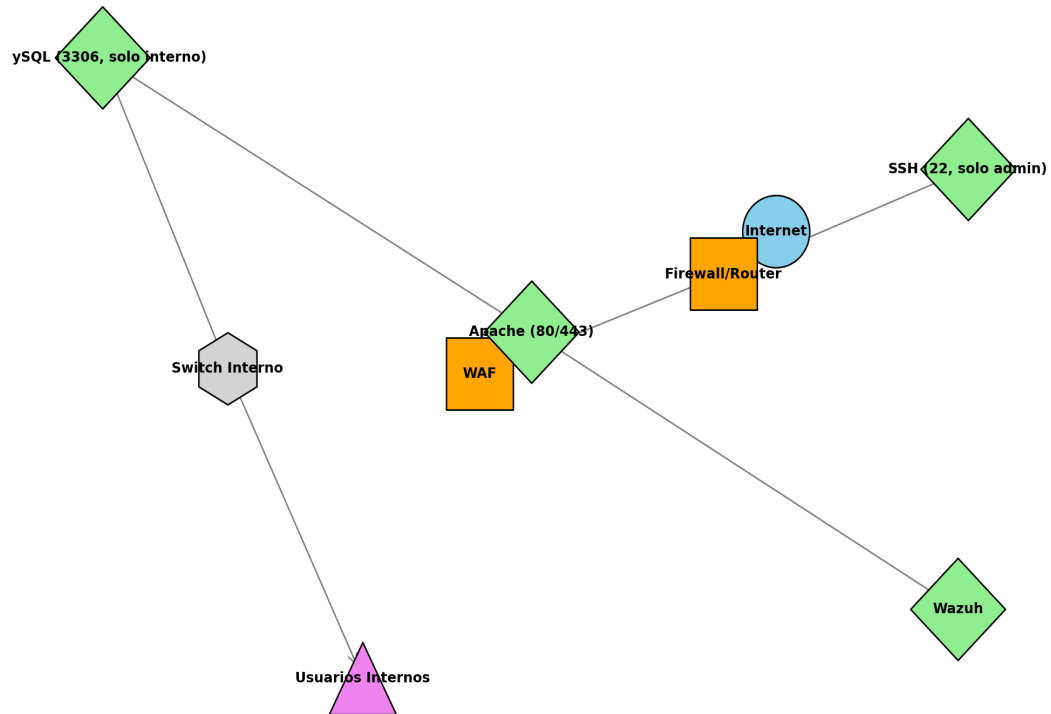 ySQL (3306, solo interno)
SSH (22, solo admin)
Internet
Firewall/Router
Apache (80/443)
Switch Interno
WAF
Wazuh
Usuarios Internos